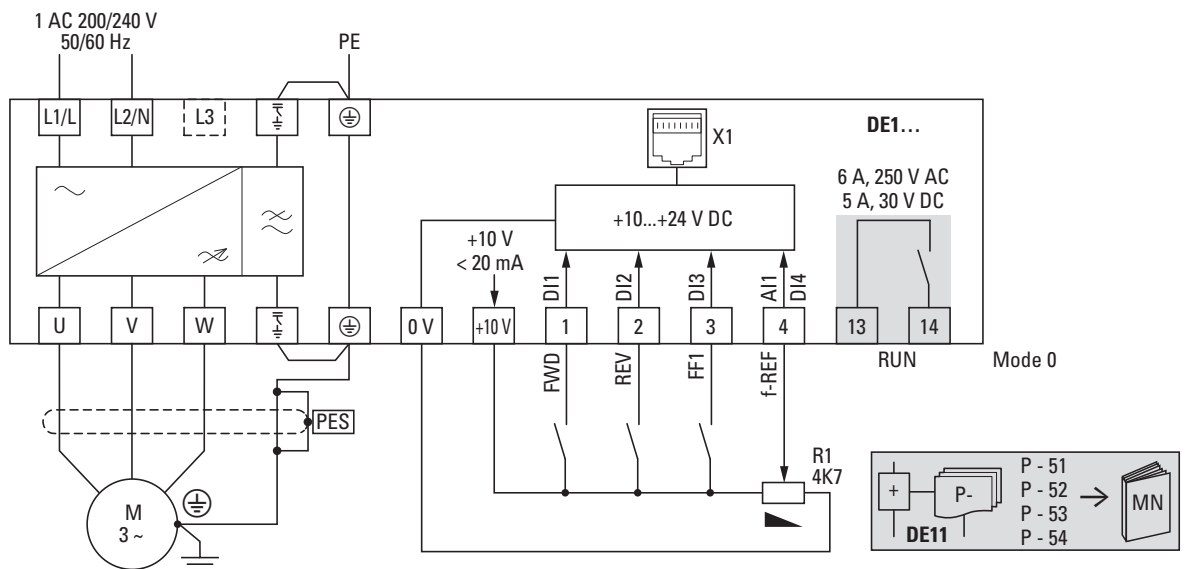 1 AC 200/240 V
50/60 Hz
PE
L1/L
L2/N
L3
X1
DE1...
6 A, 250 V AC
5 A, 30 V DC
+10...+24 V DC
+10 V
< 20 mA
DI1
DI2
DI3
AI1
DI4
U
V
W
0 V
+10 V
1
2
3
4
13
14
RUN
Mode 0
FWD
REV
FF1
f-REF
PES
R1
4K7
M
3 ~
+
P-
DE11
P - 51
P - 52
P - 53
P - 54
MN